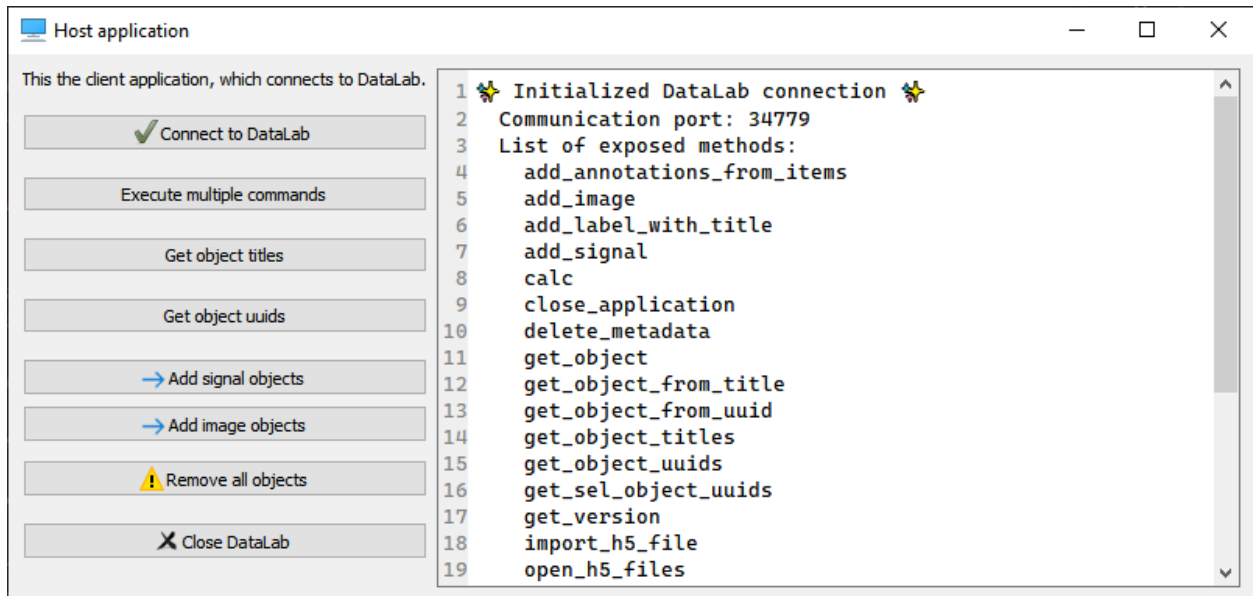 Host application
This the client application, which connects to DataLab.
Connect to DataLab
Execute multiple commands
Get object titles
Get object uuids
Add signal objects
Add image objects
Remove all objects
Close DataLab
1 Initialized DataLab connection
2 Communication port: 34779
3 List of exposed methods:
4 add_annotations_from_items
5 add_image
6 add_label_with_title
7 add_signal
8 calc
9 close_application
10 delete_metadata
11 get_object
12 get_object_from_title
13 get_object_from_uuid
14 get_object_titles
15 get_object_uuids
16 get_sel_object_uuids
17 get_version
18 import_h5_file
19 open_h5_files